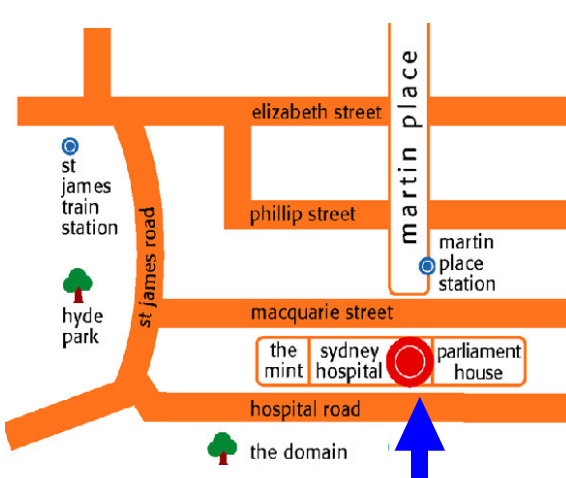 elizabeth street
martin place
st
james
train
station
phillip street
st james road
martin
place
station
hyde
park
macquarie street
the
mint
sydney
hospital
parliament
house
hospital road
the domain